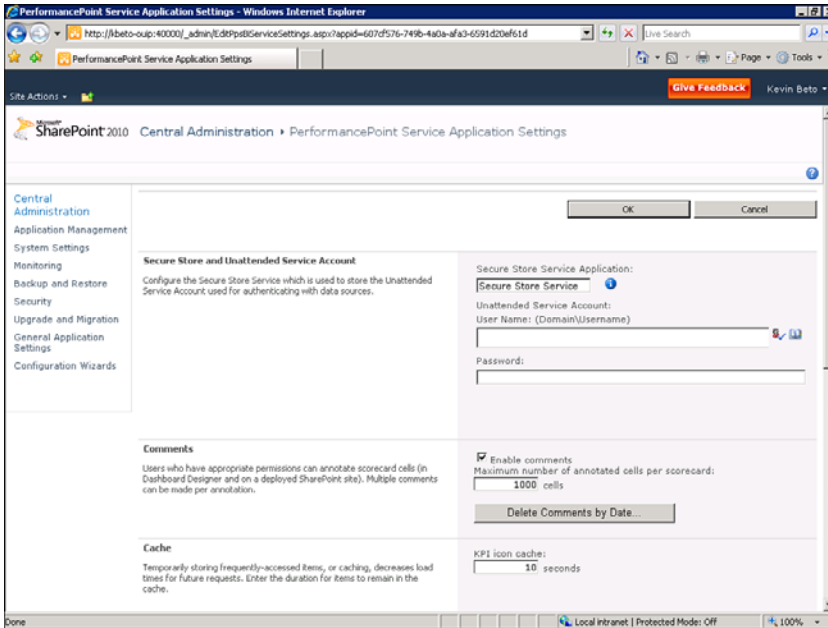 PerformancePoint Service Application Settings - Windows Internet Explorer
http://kbeto-ouip:40000/_admin/EditPpsBIServiceSettings.aspx?appid=607cf576-749b-4a0a-afa3-6591d20ef61d
Live Search
PerformancePoint Service Application Settings
Page
Tools
Site Actions
Give Feedback
Kevin Beto
Microsoft
SharePoint 2010
Central Administration
PerformancePoint Service Application Settings
Central
Administration
Application Management
System Settings
Monitoring
Backup and Restore
Security
Upgrade and Migration
General Application
Settings
Configuration Wizards
OK
Cancel
Secure Store and Unattended Service Account
Configure the Secure Store Service which is used to store the Unattended
Service Account used for authenticating with data sources.
Secure Store Service Application:
Secure Store Service
Unattended Service Account:
User Name: (Domain\Username)
Password:
Comments
Users who have appropriate permissions can annotate scorecard cells (in
Dashboard Designer and on a deployed SharePoint site). Multiple comments
can be made per annotation.
Enable comments
Maximum number of annotated cells per scorecard:
1000 cells
Delete Comments by Date...
Cache
Temporarily storing frequently-accessed items, or caching, decreases load
times for future requests. Enter the duration for items to remain in the
cache.
KPI icon cache:
10 seconds
Done
Local intranet | Protected Mode: Off
100%